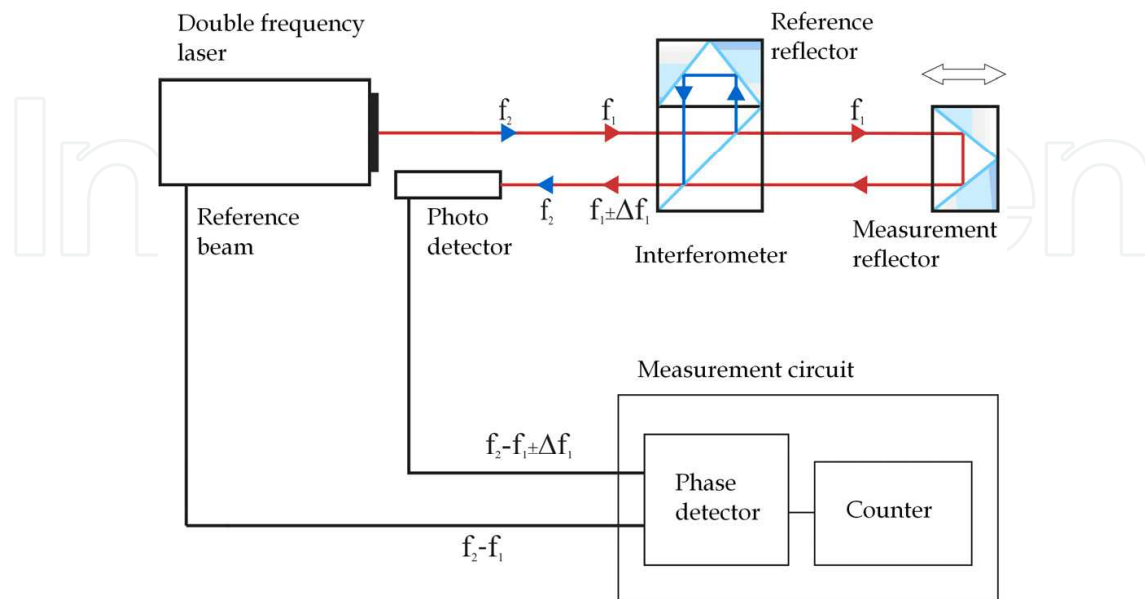 Double frequency
laser
Reference
reflector
f₂
f₁
f₁
Reference
beam
Photo
detector
f₂
f₁±Δf₁
Interferometer
Measurement
reflector
Measurement circuit
f₂-f₁±Δf₁
Phase
detector
Counter
f₂-f₁